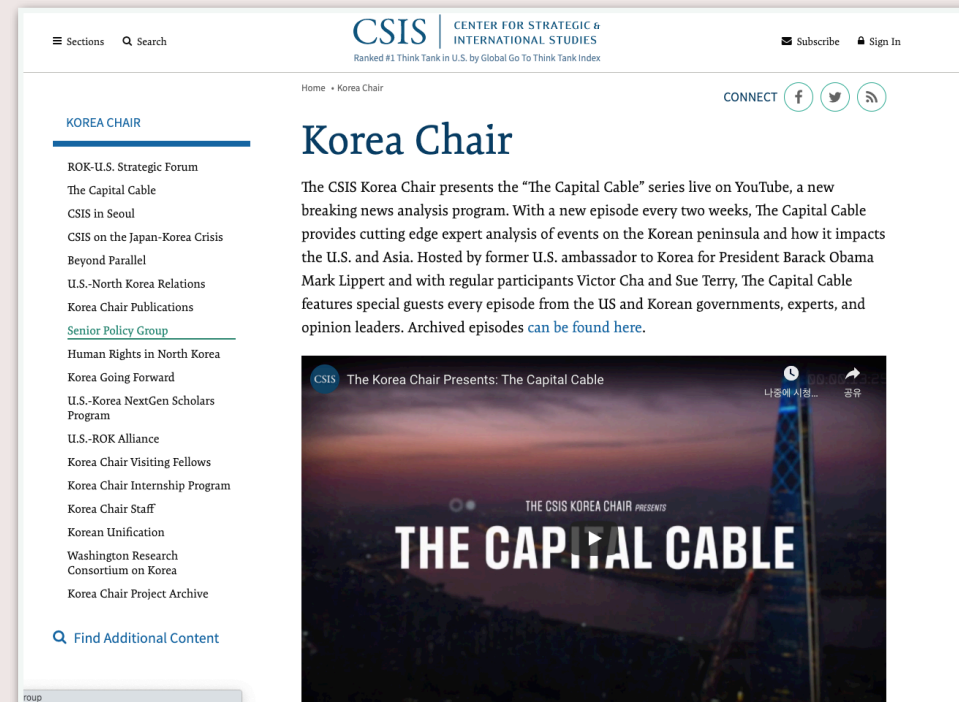 Sections
Search
CSIS
CENTER FOR STRATEGIC &
INTERNATIONAL STUDIES
Ranked #1 Think Tank in U.S. by Global Go To Think Tank Index
Subscribe
Sign In
Home • Korea Chair
CONNECT
KOREA CHAIR
ROK-U.S. Strategic Forum
The Capital Cable
CSIS in Seoul
CSIS on the Japan-Korea Crisis
Beyond Parallel
U.S.-North Korea Relations
Korea Chair Publications
Senior Policy Group
Human Rights in North Korea
Korea Going Forward
U.S.-Korea NextGen Scholars
Program
U.S.-ROK Alliance
Korea Chair Visiting Fellows
Korea Chair Internship Program
Korea Chair Staff
Korean Unification
Washington Research
Consortium on Korea
Korea Chair Project Archive
Find Additional Content
roup
Korea Chair
The CSIS Korea Chair presents the “The Capital Cable” series live on YouTube, a new
breaking news analysis program. With a new episode every two weeks, The Capital Cable
provides cutting edge expert analysis of events on the Korean peninsula and how it impacts
the U.S. and Asia. Hosted by former U.S. ambassador to Korea for President Barack Obama
Mark Lippert and with regular participants Victor Cha and Sue Terry, The Capital Cable
features special guests every episode from the US and Korean governments, experts, and
opinion leaders. Archived episodes can be found here.
CSIS
The Korea Chair Presents: The Capital Cable
나중에 시청...
공유
THE CSIS KOREA CHAIR PRESENTS
THE CAPITAL CABLE